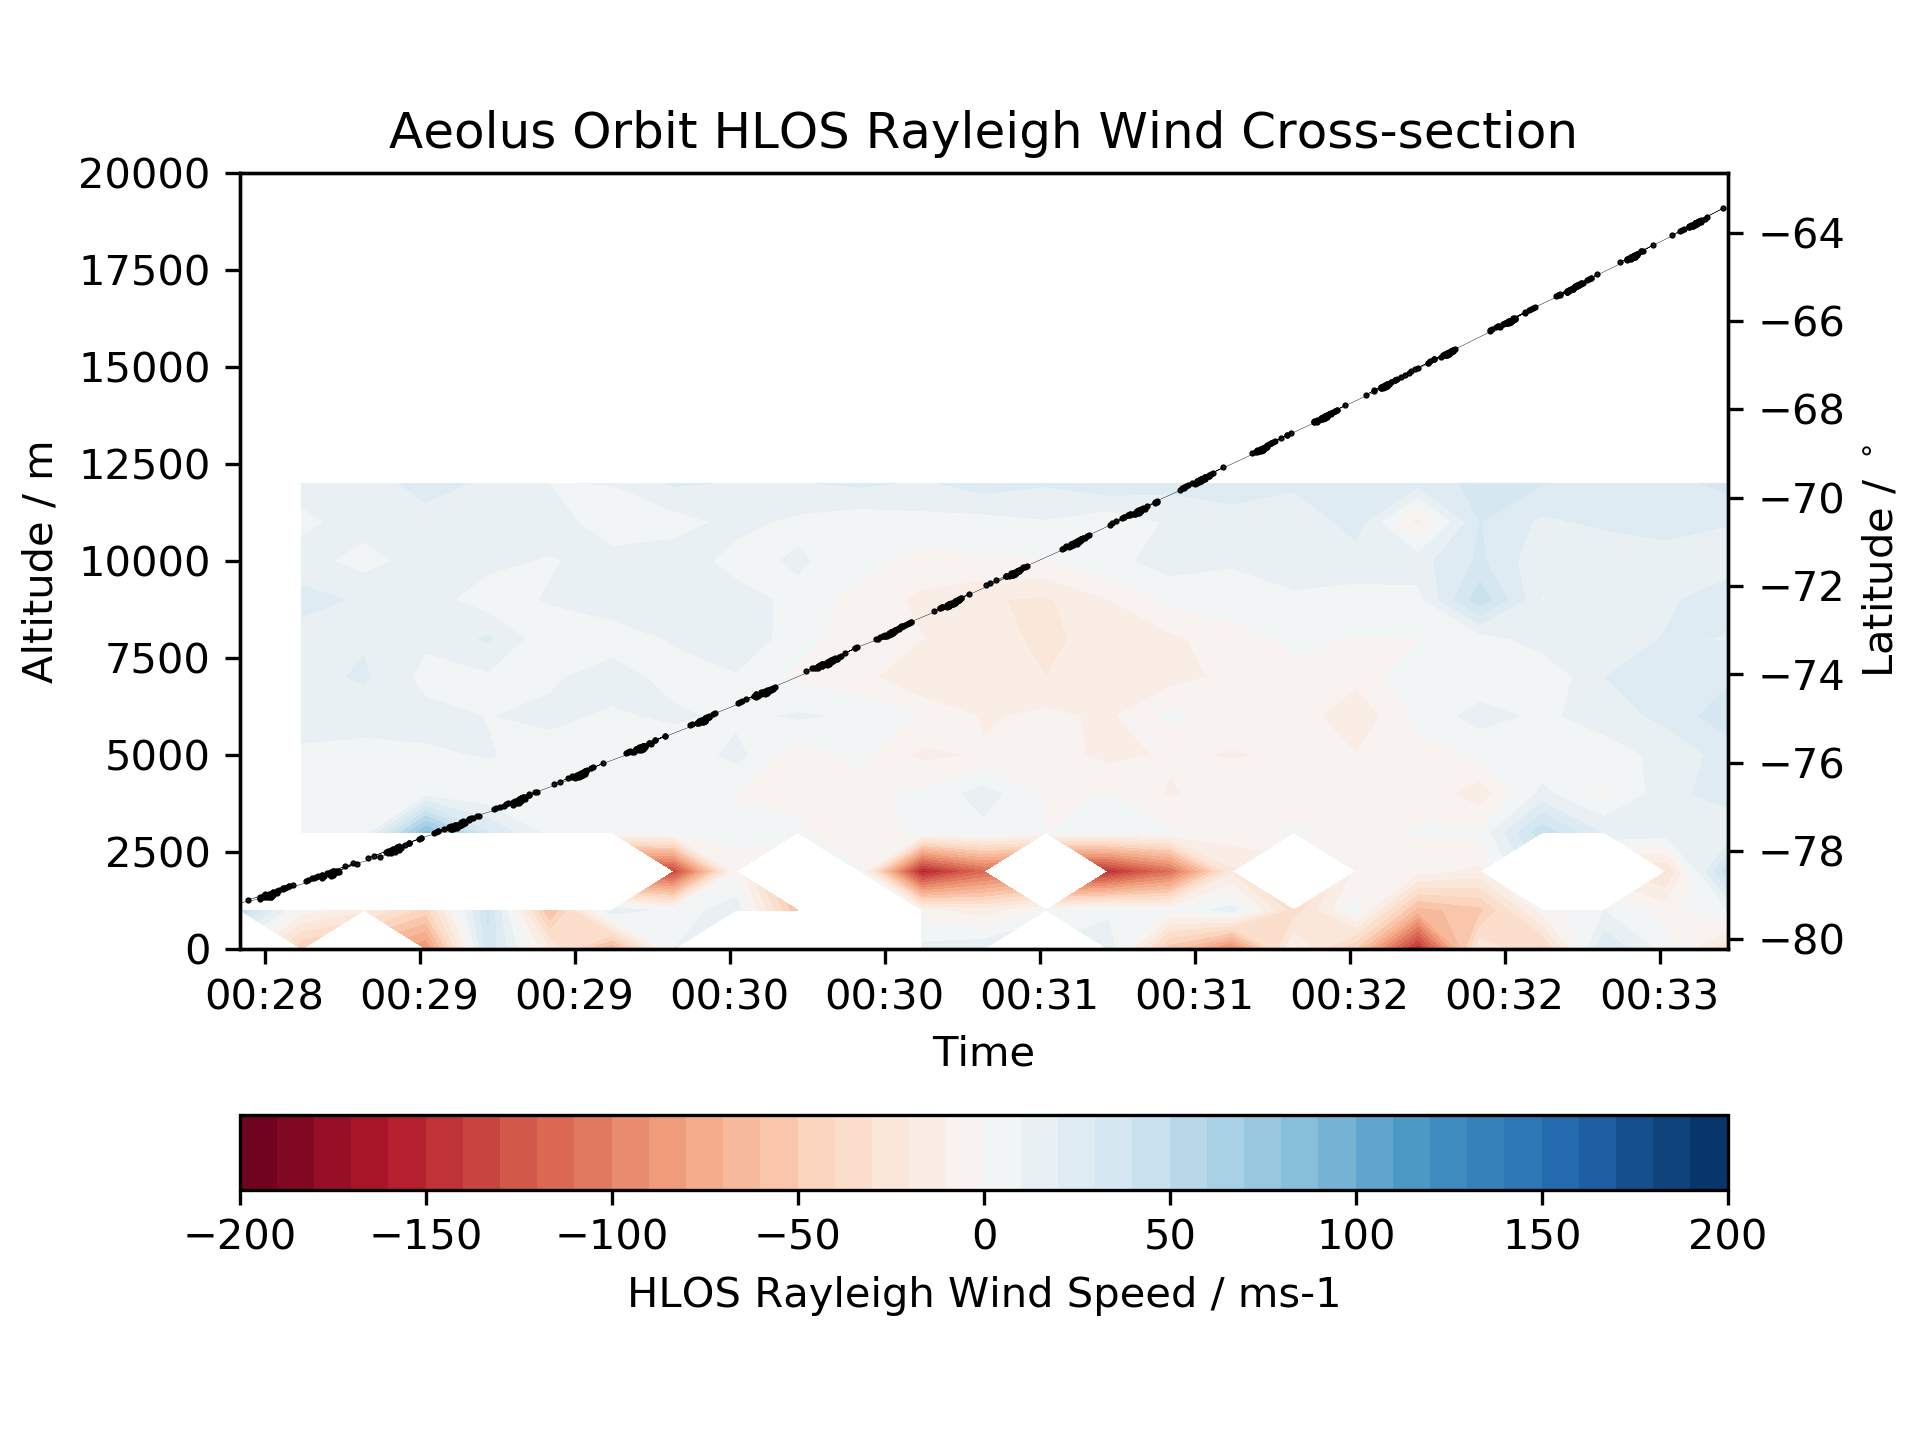 Aeolus Orbit HLOS Rayleigh Wind Cross-section
20000
17500
15000
12500
10000
7500
5000
2500
0
Altitude / m
−64
−66
−68
−70
−72
−74
−76
−78
−80
Latitude / °
00:28 00:29 00:29 00:30 00:30 00:31 00:31 00:32 00:32 00:33
Time
−200 −150 −100 −50 0 50 100 150 200
HLOS Rayleigh Wind Speed / ms-1